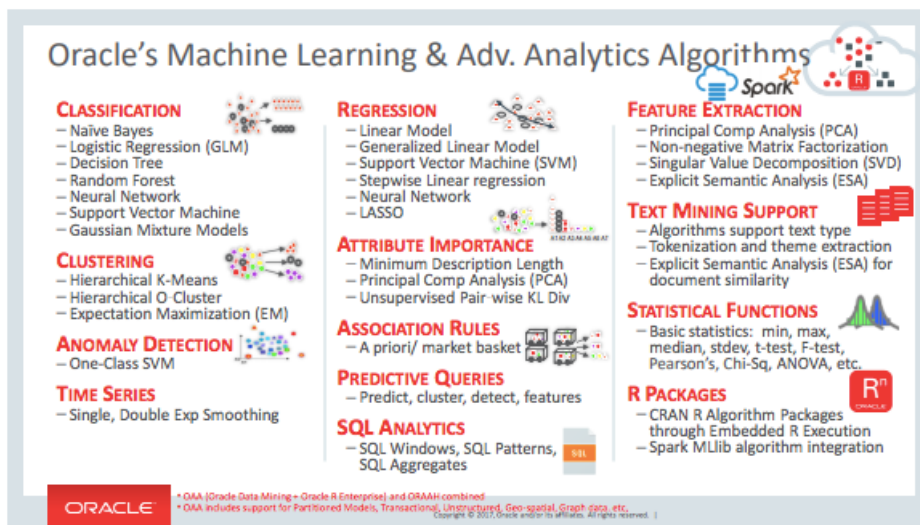 Oracle's Machine Learning & Adv. Analytics Algorithms
Spark
R
CLASSIFICATION
– Naïve Bayes
– Logistic Regression (GLM)
– Decision Tree
– Random Forest
– Neural Network
– Support Vector Machine
– Gaussian Mixture Models
CLUSTERING
– Hierarchical K-Means
– Hierarchical O-Cluster
– Expectation Maximization (EM)
ANOMALY DETECTION
– One-Class SVM
TIME SERIES
– Single, Double Exp Smoothing
REGRESSION
– Linear Model
– Generalized Linear Model
– Support Vector Machine (SVM)
– Stepwise Linear regression
– Neural Network
– LASSO
A1 A2 A3 A4 A5 A6 A7
ATTRIBUTE IMPORTANCE
– Minimum Description Length
– Principal Comp Analysis (PCA)
– Unsupervised Pair-wise KL Div
ASSOCIATION RULES
– A priori/ market basket
PREDICTIVE QUERIES
– Predict, cluster, detect, features
SQL ANALYTICS
– SQL Windows, SQL Patterns,
SQL Aggregates
SQL
FEATURE EXTRACTION
– Principal Comp Analysis (PCA)
– Non-negative Matrix Factorization
– Singular Value Decomposition (SVD)
– Explicit Semantic Analysis (ESA)
TEXT MINING SUPPORT
– Algorithms support text type
– Tokenization and theme extraction
– Explicit Semantic Analysis (ESA) for
document similarity
STATISTICAL FUNCTIONS
– Basic statistics: min, max,
median, stdev, t-test, F-test,
Pearson's, Chi-Sq, ANOVA, etc.
R PACKAGES
Rⁿ
ORACLE
– CRAN R Algorithm Packages
through Embedded R Execution
– Spark MLlib algorithm integration
ORACLE
* OAA (Oracle Data Mining + Oracle R Enterprise) and ORAAH combined
* OAA includes support for Partitioned Models, Transactional, Unstructured, Geo-spatial, Graph data. etc,
Copyright © 2017, Oracle and/or its affiliates. All rights reserved. |